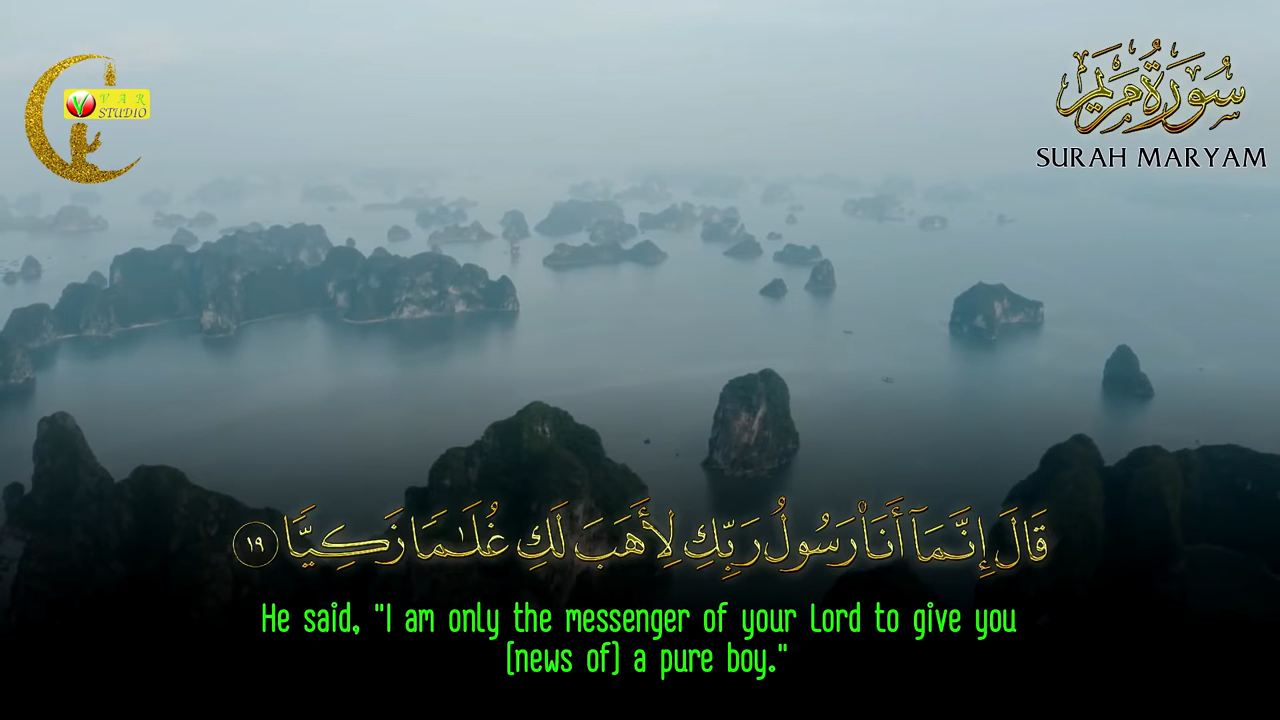 V A R
STUDIO
سُورَةُ مَرْيَم
SURAH MARYAM
قَالَ إِنَّمَآ أَنَا۠ رَسُولُ رَبِّكِ لِأَهَبَ لَكِ غُلَٰمًا زَكِيًّا ١٩
He said, "I am only the messenger of your Lord to give you
(news of) a pure boy."